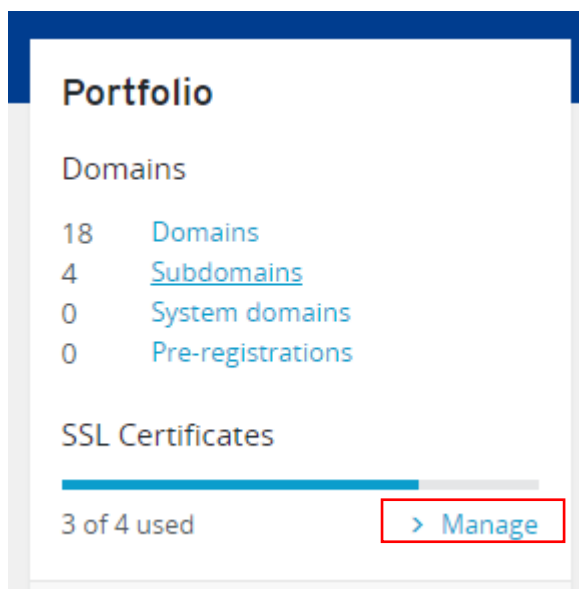 Portfolio
Domains
18 Domains
4 Subdomains
0 System domains
0 Pre-registrations
SSL Certificates
3 of 4 used > Manage